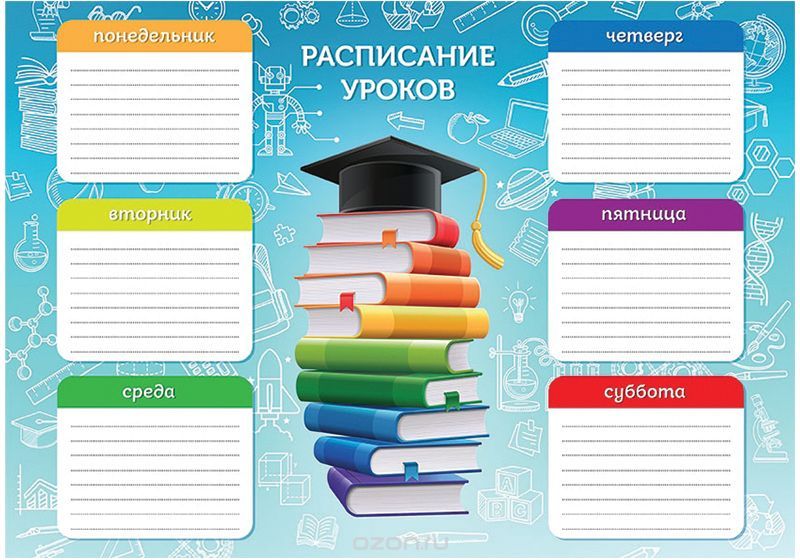 РАСПИСАНИЕ
УРОКОВ
понедельник
вторник
среда
четверг
пятница
суббота
A
B
C
ozon.ru